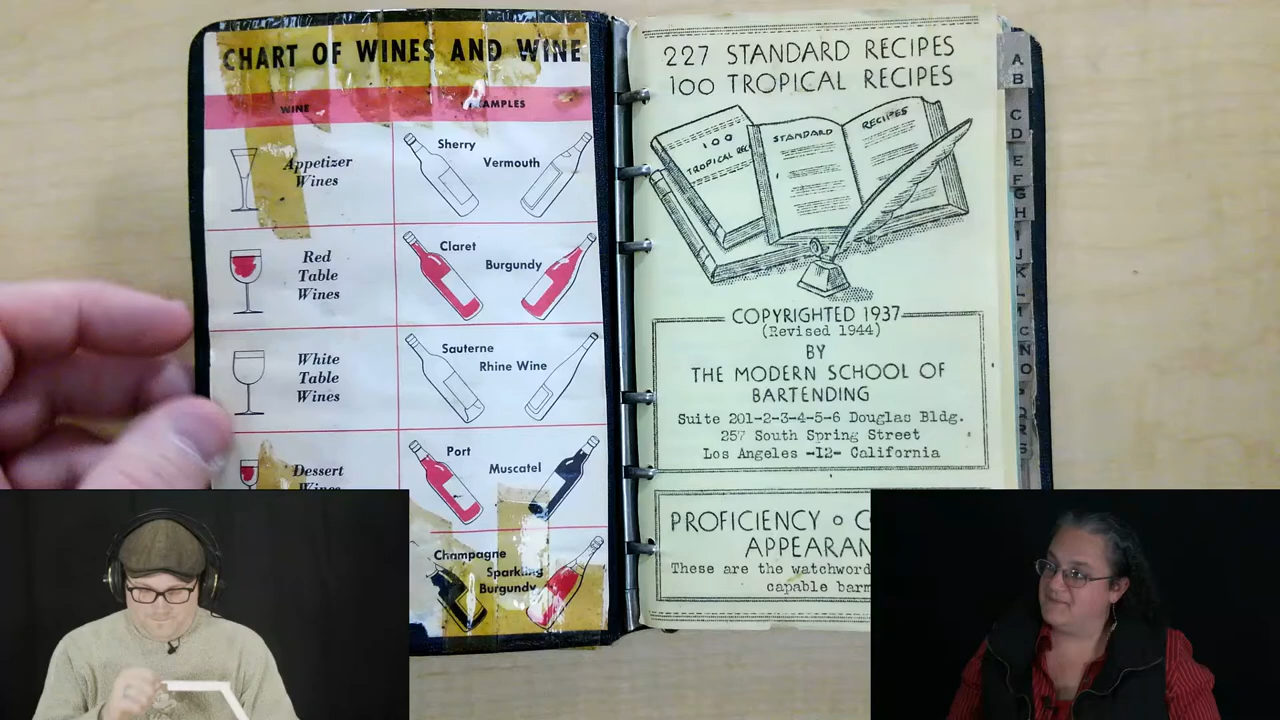 CHART OF WINES AND WINE
WINE
EXAMPLES
Appetizer
Wines
Sherry
Vermouth
Red
Table
Wines
Claret
Burgundy
White
Table
Wines
Sauterne
Rhine Wine
Dessert
Wines
Port
Muscatel
Champagne
Sparkling
Burgundy
227 STANDARD RECIPES
100 TROPICAL RECIPES
100
TROPICAL REC
STANDARD
RECIPES
COPYRIGHTED 1937
(Revised 1944)
BY
THE MODERN SCHOOL OF
BARTENDING
Suite 201-2-3-4-5-6 Douglas Bldg.
257 South Spring Street
Los Angeles -12- California
PROFICIENCY o C
APPEARAN
These are the watchword
capable barm
A
B
C
D
E
F
G
H
I
J
K
L
M
N
O
P
Q
R
S